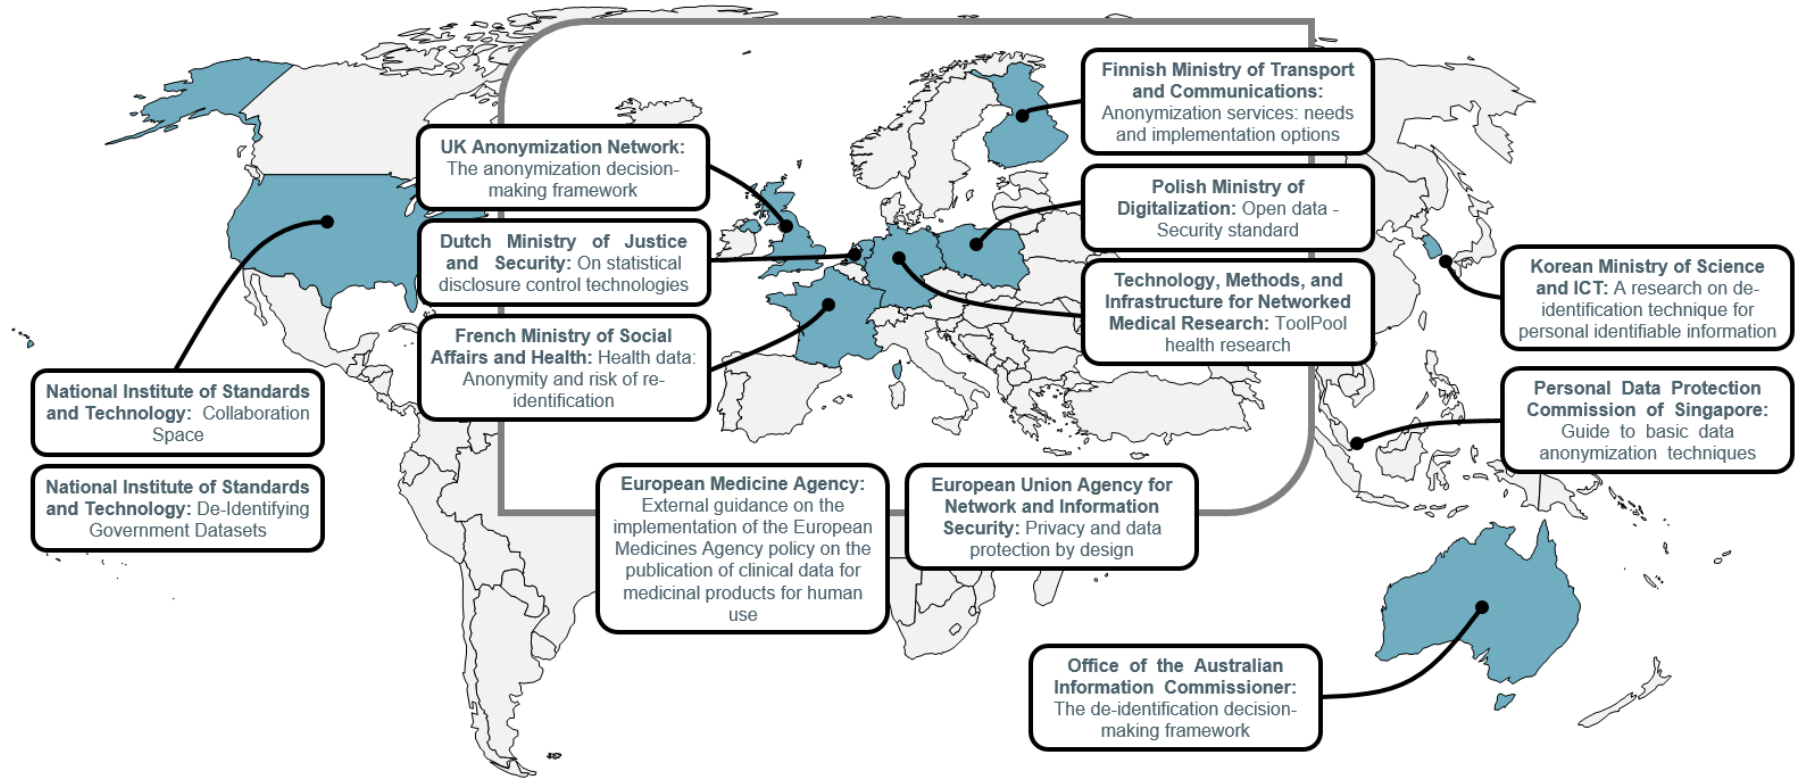 Finnish Ministry of Transport
and Communications:
Anonymization services: needs
and implementation options
UK Anonymization Network:
The anonymization decision-
making framework
Polish Ministry of
Digitalization: Open data -
Security standard
Dutch Ministry of Justice
and Security: On statistical
disclosure control technologies
Technology, Methods, and
Infrastructure for Networked
Medical Research: ToolPool
health research
Korean Ministry of Science
and ICT: A research on de-
identification technique for
personal identifiable information
French Ministry of Social
Affairs and Health: Health data:
Anonymity and risk of re-
identification
National Institute of Standards
and Technology: Collaboration
Space
Personal Data Protection
Commission of Singapore:
Guide to basic data
anonymization techniques
National Institute of Standards
and Technology: De-Identifying
Government Datasets
European Medicine Agency:
External guidance on the
implementation of the European
Medicines Agency policy on the
publication of clinical data for
medicinal products for human
use
European Union Agency for
Network and Information
Security: Privacy and data
protection by design
Office of the Australian
Information Commissioner:
The de-identification decision-
making framework